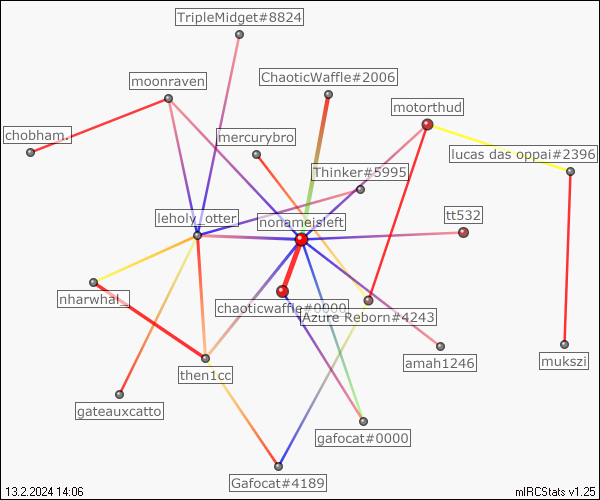 TripleMidget#8824
moonraven
ChaoticWaffle#2006
motorthud
chobham.
mercurybro
lucas das oppai#2396
Thinker#5995
leholy_otter
nonameisleft
tt532
nharwhal_
chaoticwaffle#0000
Azure Reborn#4243
then1cc
amah1246
mukszi
gateauxcatto
gafocat#0000
Gafocat#4189
13.2.2024 14:06
mIRCStats v1.25